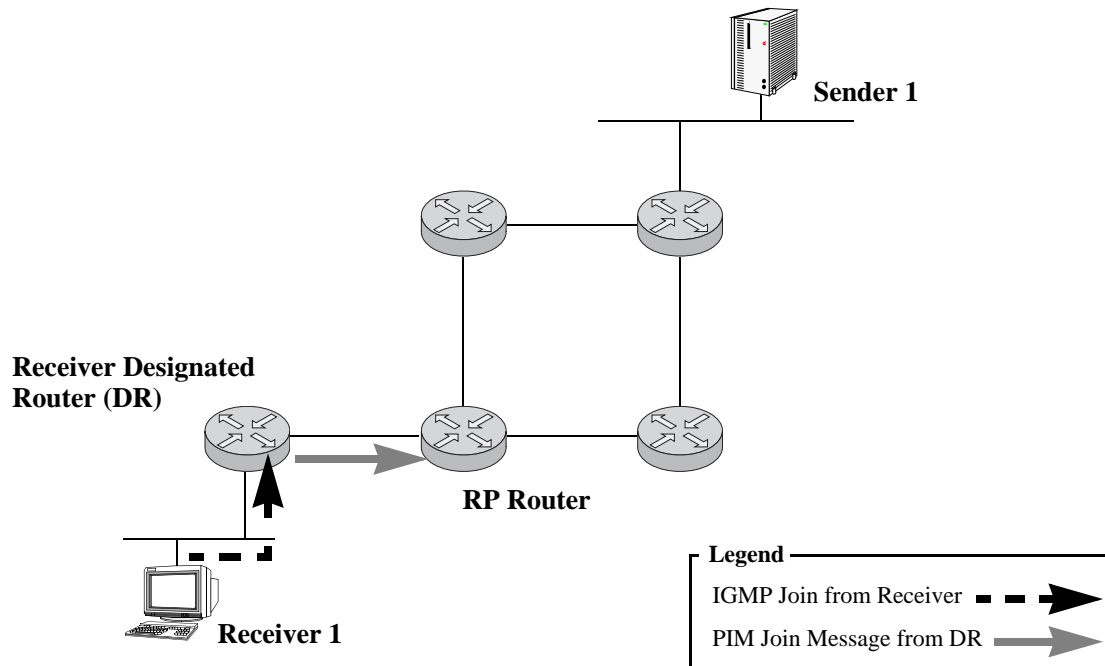 Sender 1
Receiver Designated
Router (DR)
RP Router
Receiver 1
Legend
IGMP Join from Receiver
PIM Join Message from DR